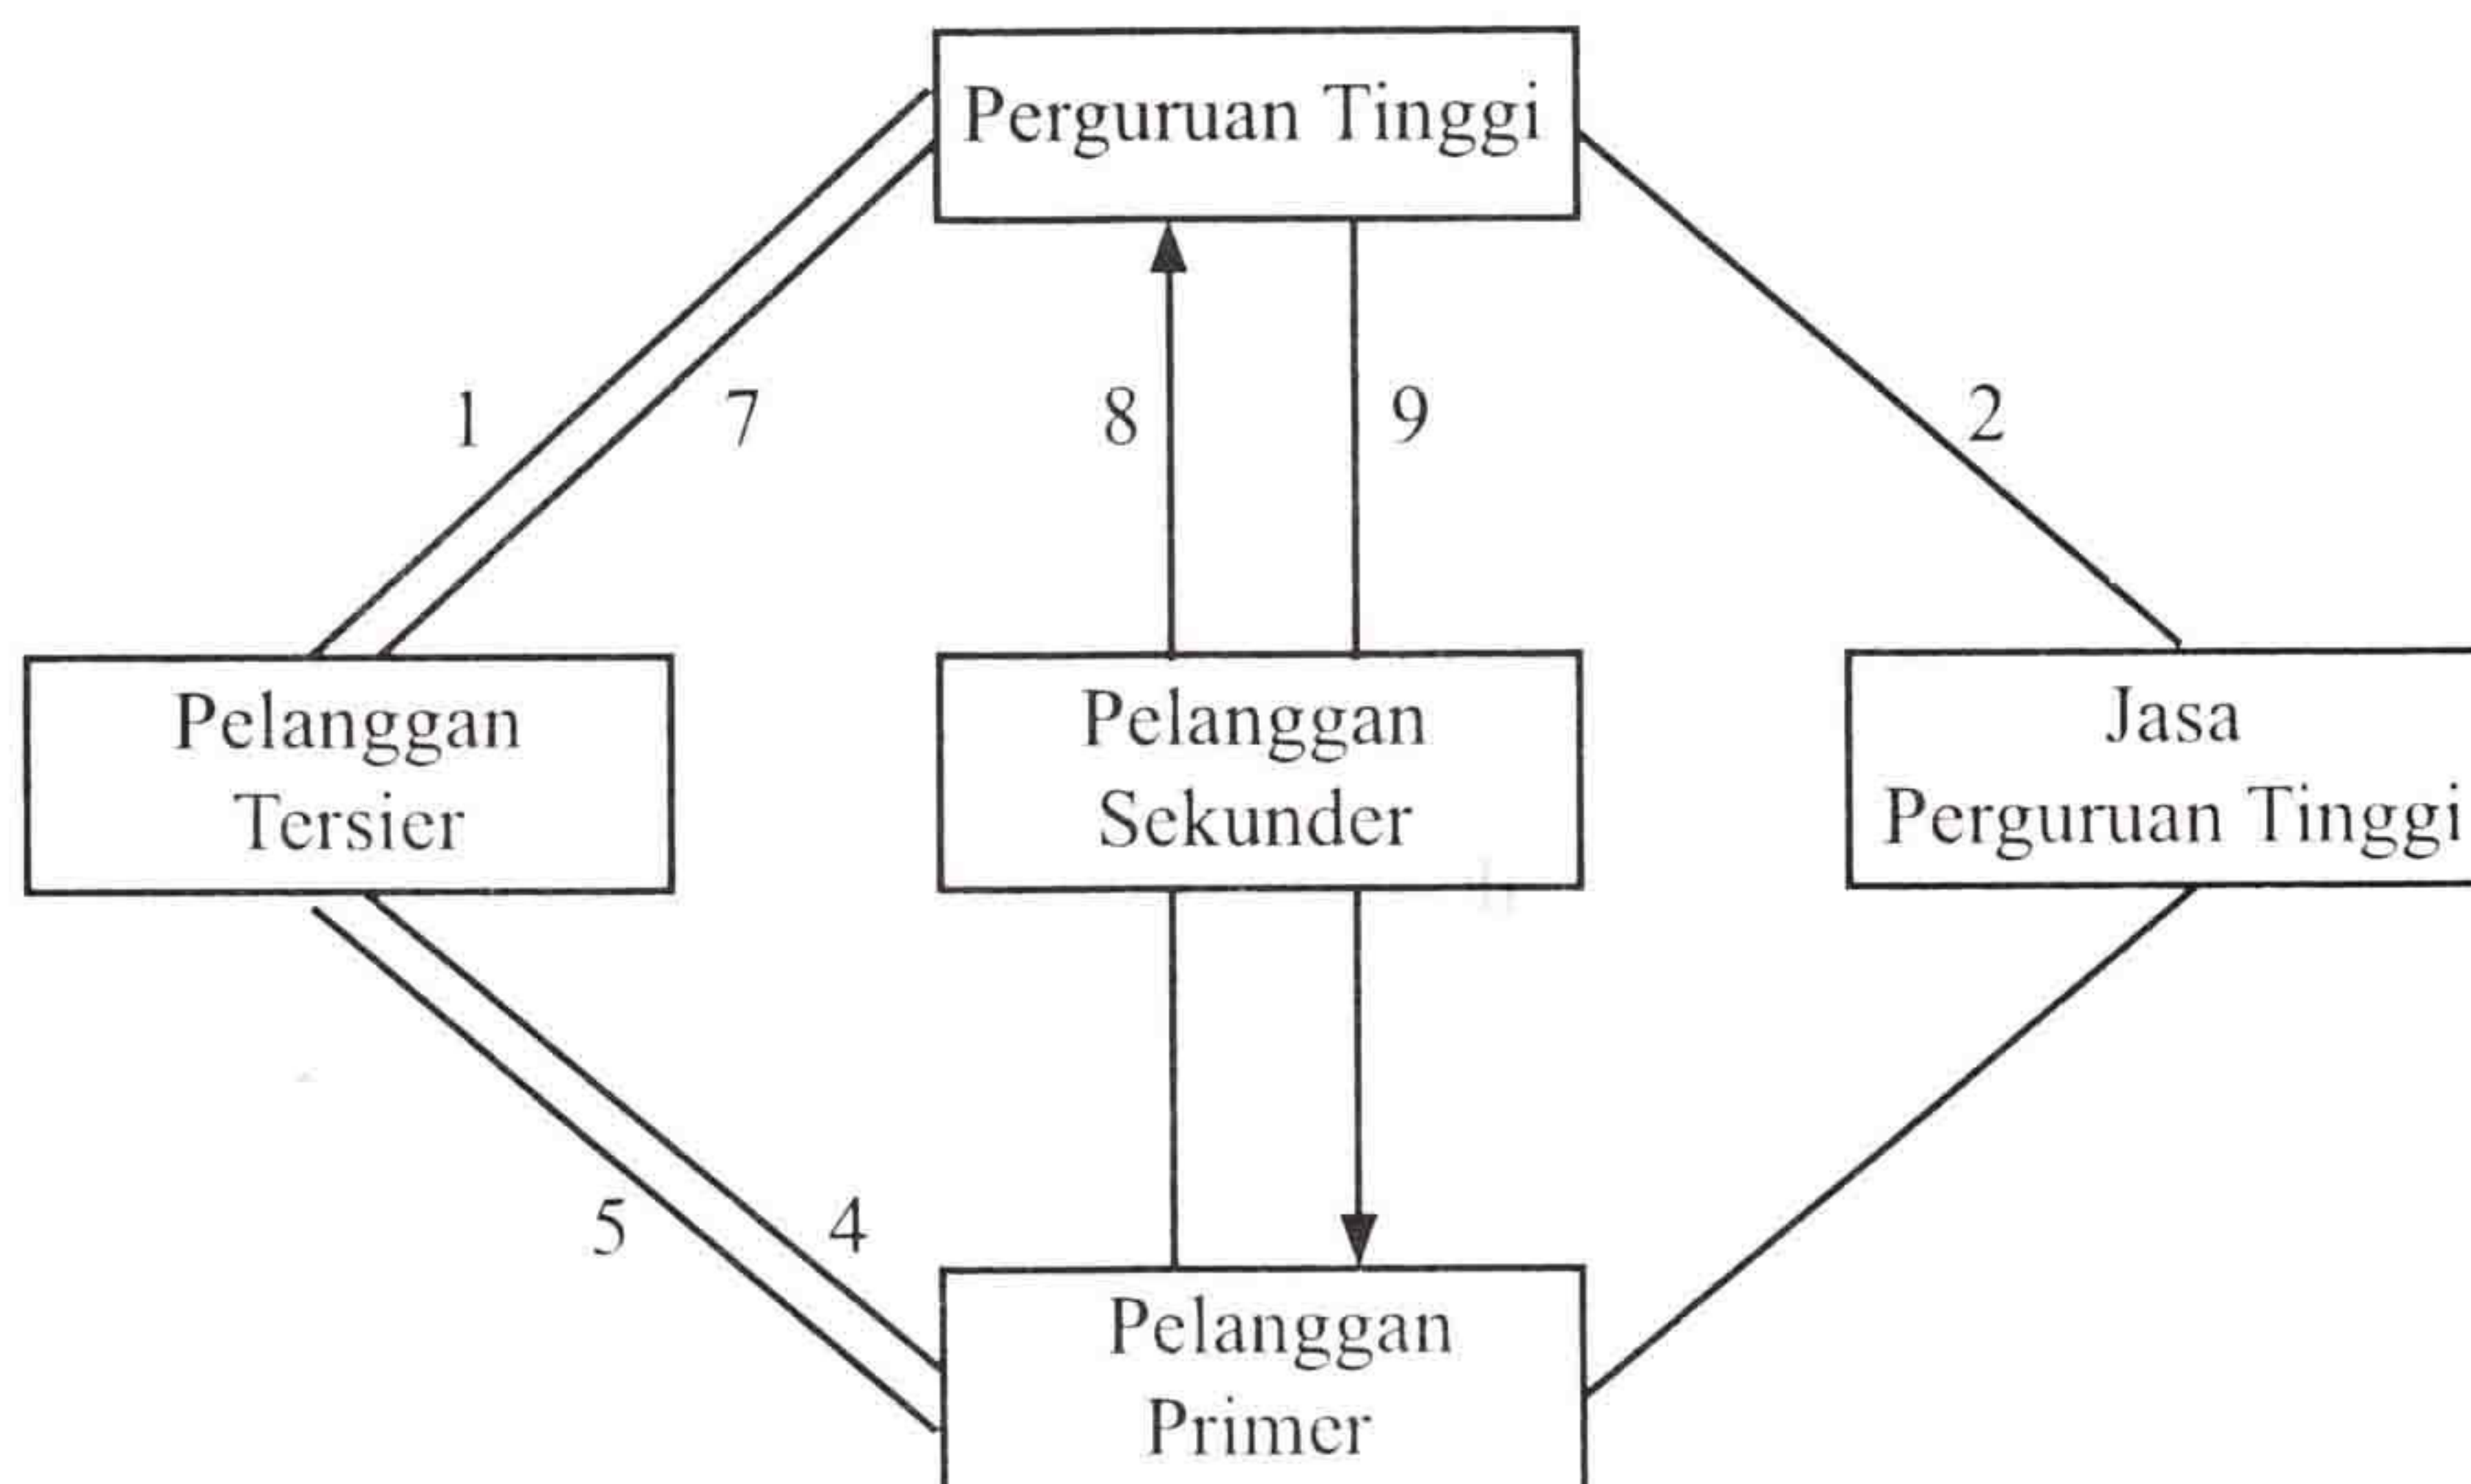 Perguruan Tinggi
1
7
8
9
2
Pelanggan
Tersier
Pelanggan
Sekunder
Jasa
Perguruan Tinggi
5
4
Pelanggan
Primer